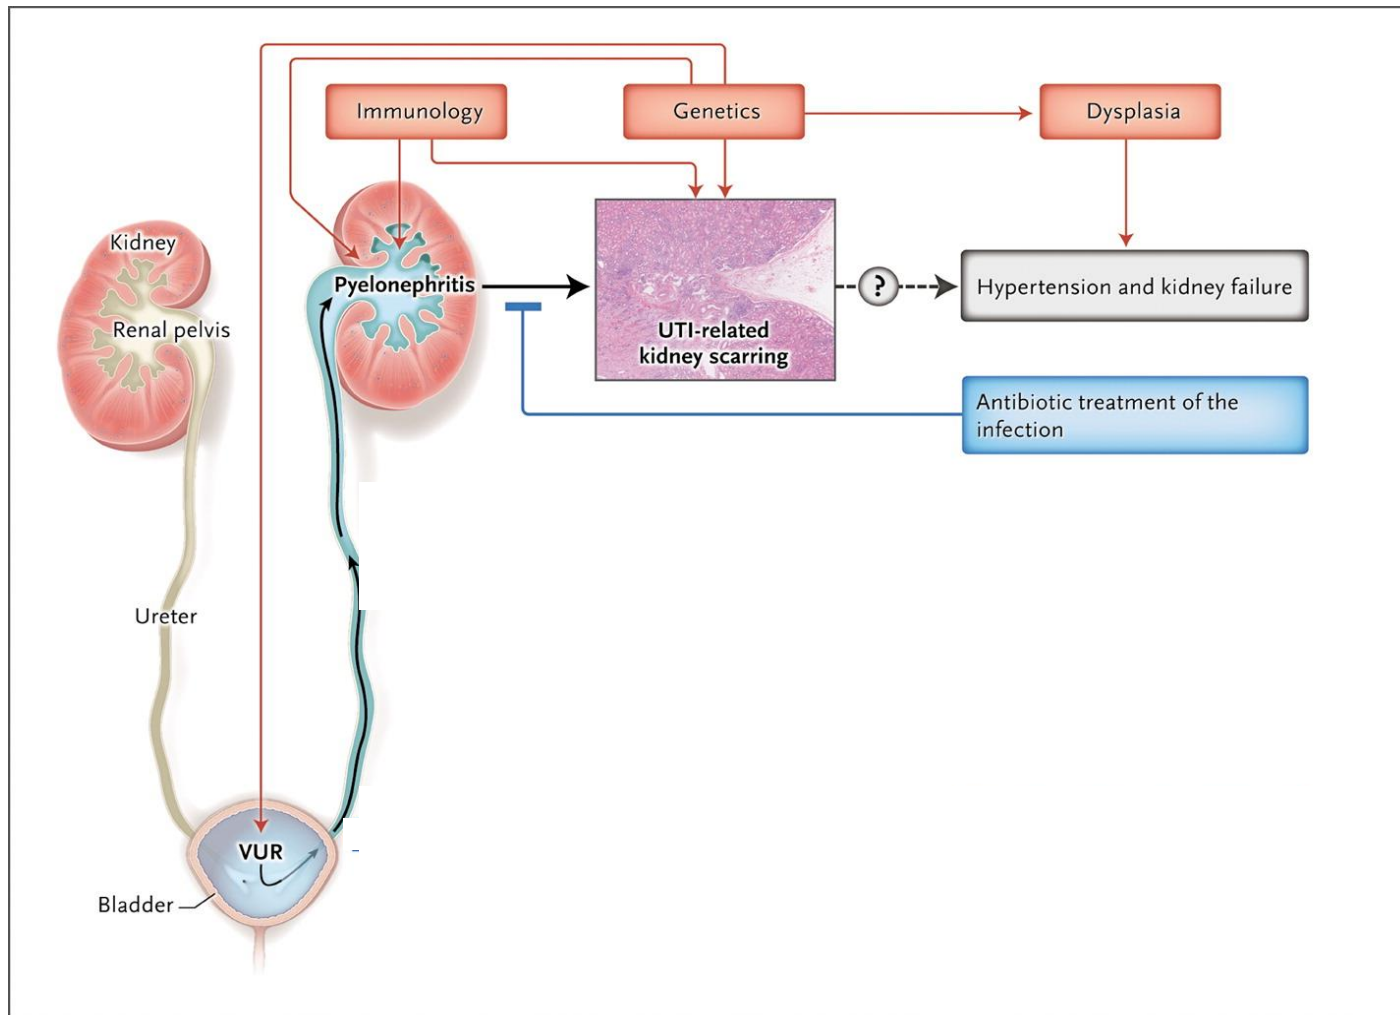 Immunology
Genetics
Dysplasia
Kidney
Renal pelvis
Pyelonephritis
UTI-related
kidney scarring
?
Hypertension and kidney failure
Antibiotic treatment of the
infection
Ureter
VUR
Bladder